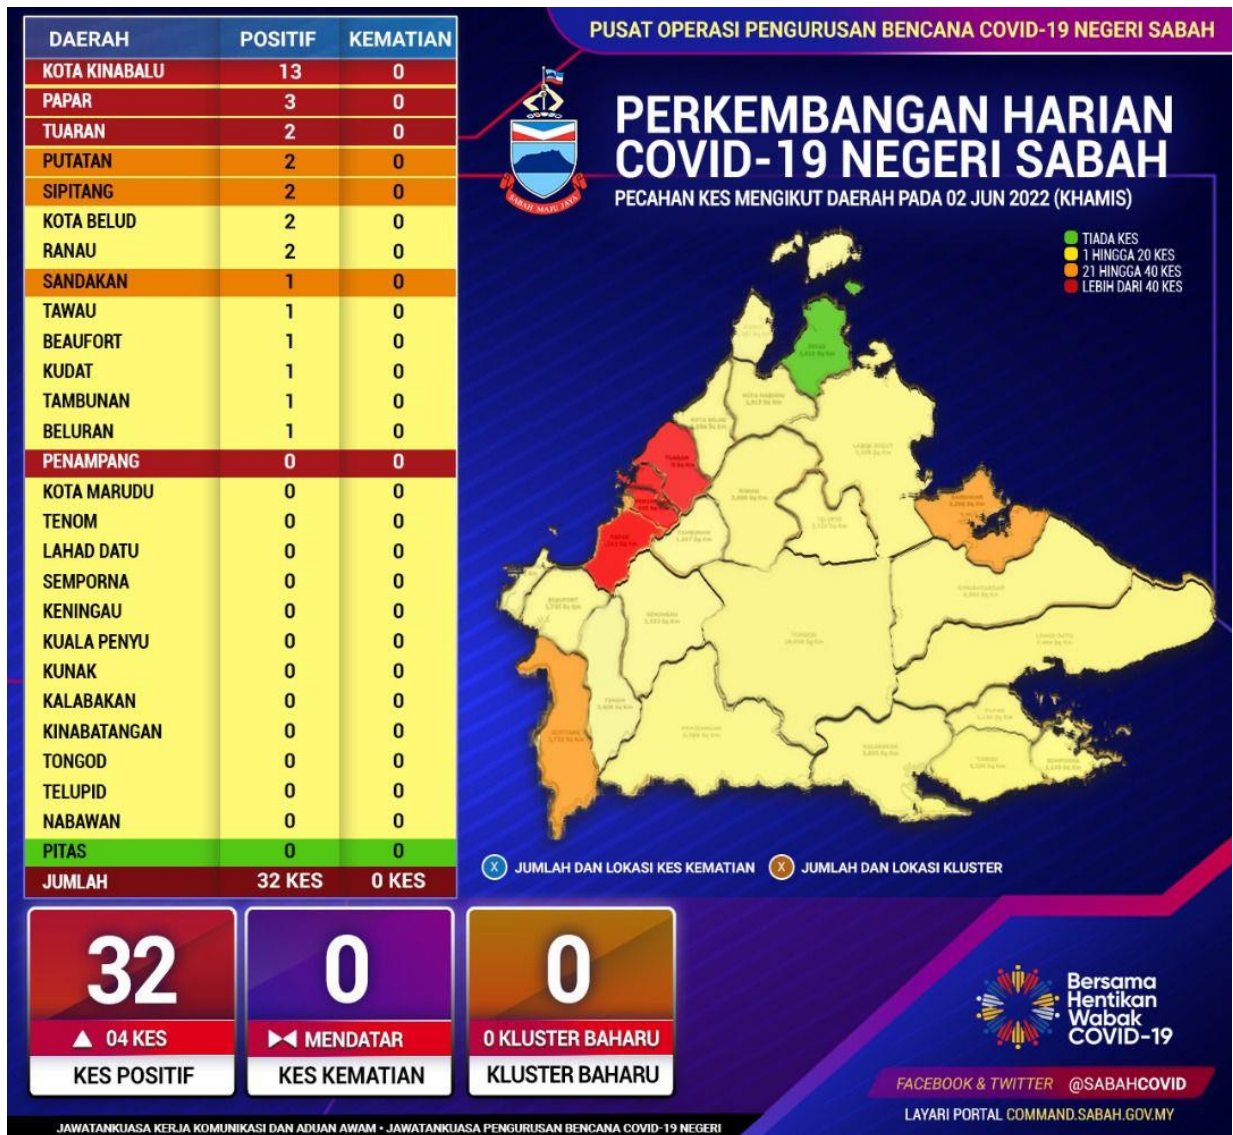 DAERAH POSITIF KEMATIAN
KOTA KINABALU 13 0
PAPAR 3 0
TUARAN 2 0
PUTATAN 2 0
SIPITANG 2 0
KOTA BELUD 2 0
RANAU 2 0
SANDAKAN 1 0
TAWAU 1 0
BEAUFORT 1 0
KUDAT 1 0
TAMBUNAN 1 0
BELURAN 1 0
PENAMPANG 0 0
KOTA MARUDU 0 0
TENOM 0 0
LAHAD DATU 0 0
SEMPORNA 0 0
KENINGAU 0 0
KUALA PENYU 0 0
KUNAK 0 0
KALABAKAN 0 0
KINABATANGAN 0 0
TONGOD 0 0
TELUPID 0 0
NABAWAN 0 0
PITAS 0 0
JUMLAH 32 KES 0 KES
PUSAT OPERASI PENGURUSAN BENCANA COVID-19 NEGERI SABAH
SABAH MAJU JAYA
PERKEMBANGAN HARIAN
COVID-19 NEGERI SABAH
PECAHAN KES MENGIKUT DAERAH PADA 02 JUN 2022 (KHAMIS)
TIADA KES
1 HINGGA 20 KES
21 HINGGA 40 KES
LEBIH DARI 40 KES
X JUMLAH DAN LOKASI KES KEMATIAN X JUMLAH DAN LOKASI KLUSTER
32
▲ 04 KES
KES POSITIF
0
MENDATAR
KES KEMATIAN
0
0 KLUSTER BAHARU
KLUSTER BAHARU
Bersama
Hentikan
Wabak
COVID-19
FACEBOOK & TWITTER @SABAHCOVID
LAYARI PORTAL COMMAND.SABAH.GOV.MY
JAWATANKUASA KERJA KOMUNIKASI DAN ADUAN AWAM • JAWATANKUASA PENGURUSAN BENCANA COVID-19 NEGERI